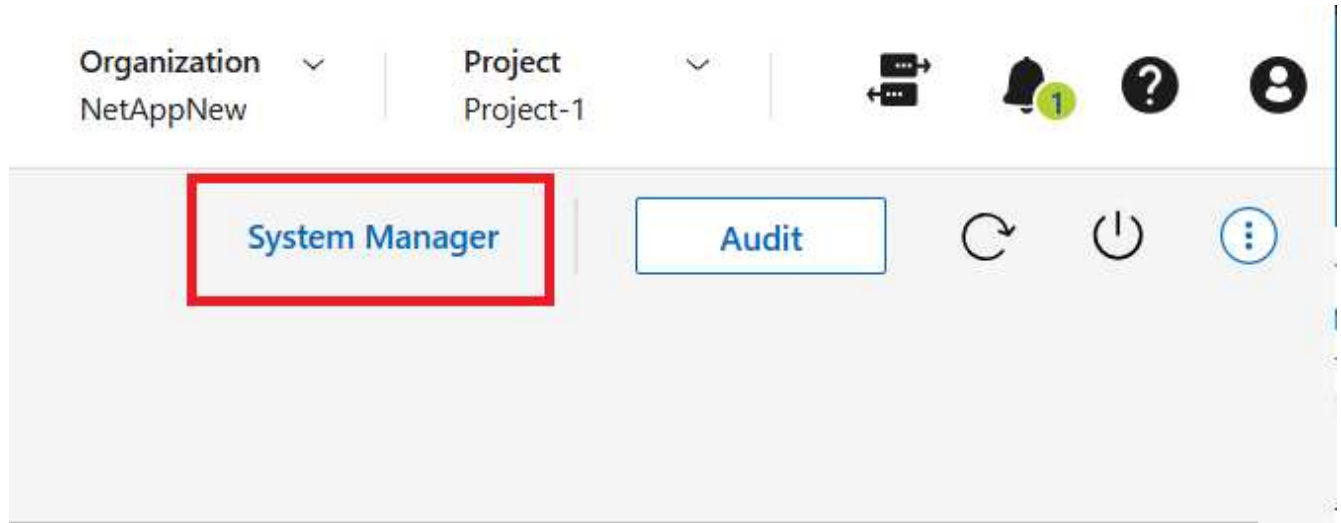 Organization
NetAppNew
Project
Project-1
1
System Manager
Audit